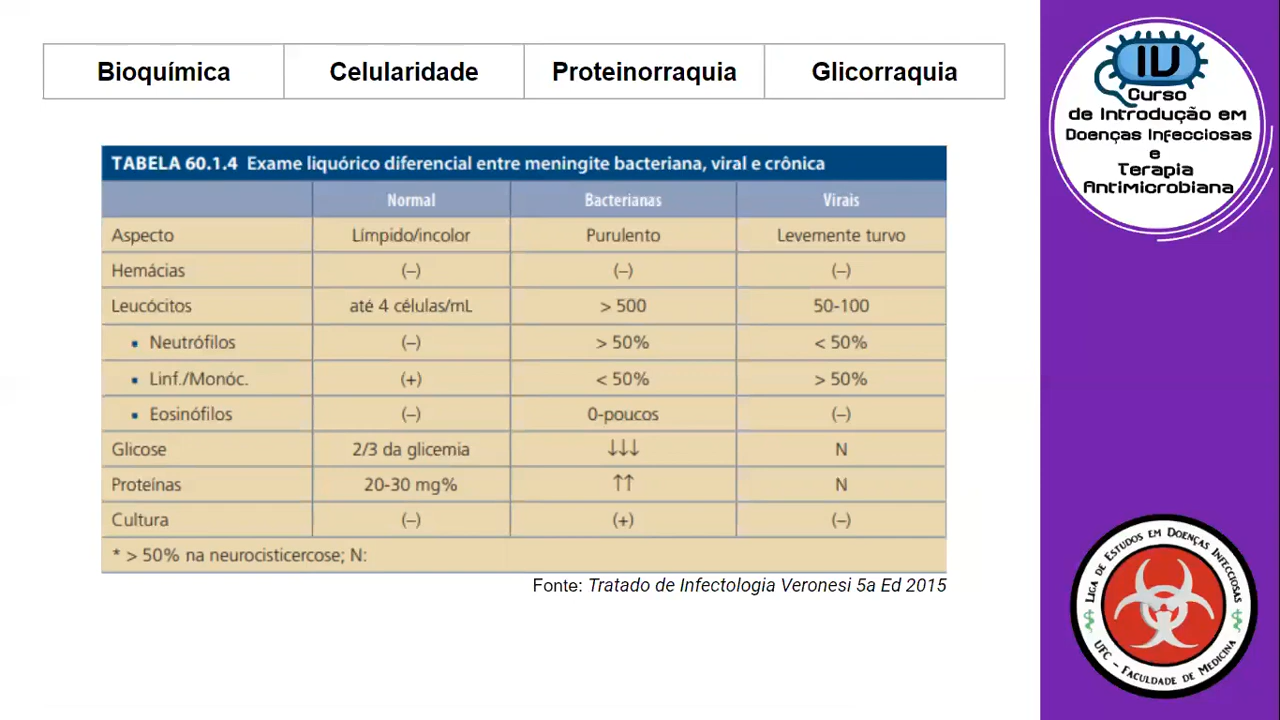 Bioquímica Celularidade Proteinorraquia Glicorraquia
TABELA 60.1.4 Exame liquórico diferencial entre meningite bacteriana, viral e crônica
Normal Bacterianas Virais
Aspecto Límpido/incolor Purulento Levemente turvo
Hemácias (–) (–) (–)
Leucócitos até 4 células/mL > 500 50-100
▪ Neutrófilos (–) > 50% < 50%
▪ Linf./Monóc. (+) < 50% > 50%
▪ Eosinófilos (–) 0-poucos (–)
Glicose 2/3 da glicemia ↓↓↓ N
Proteínas 20-30 mg% ↑↑ N
Cultura (–) (+) (–)
* > 50% na neurocisticercose; N:
Fonte: Tratado de Infectologia Veronesi 5a Ed 2015
IV
Curso
de Introdução em
Doenças Infecciosas
e
Terapia
Antimicrobiana
Liga de Estudos em Doenças Infecciosas
UFC – Faculdade de Medicina